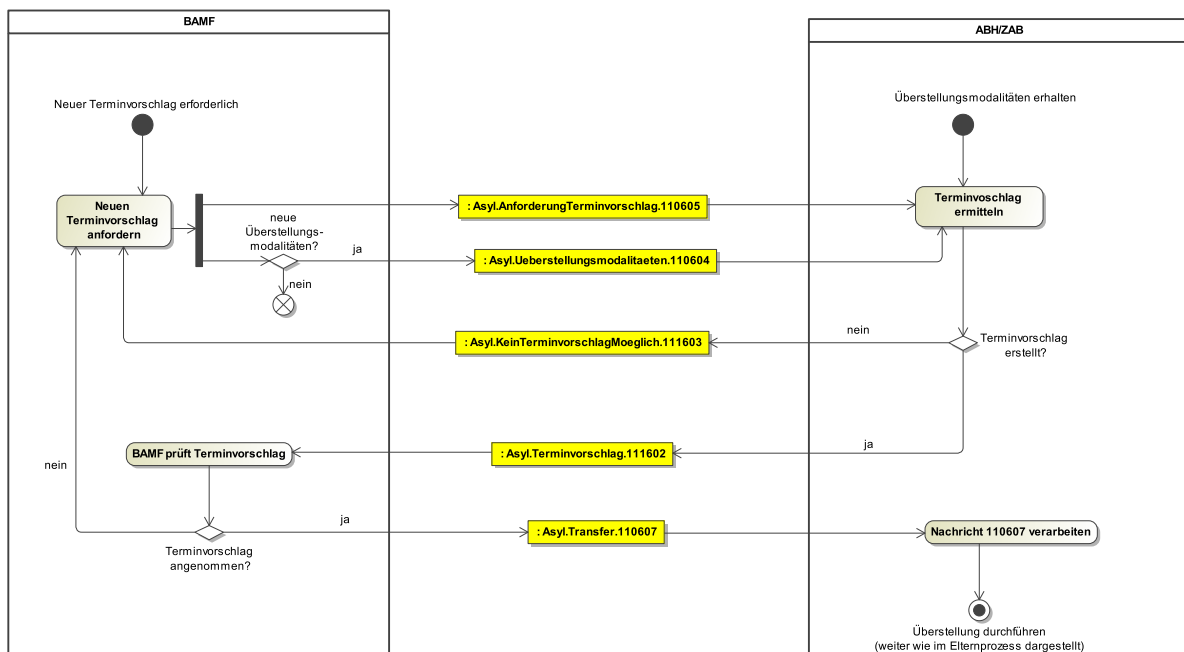 BAMF
ABH/ZAB
Neuer Terminvorschlag erforderlich
Überstellungsmodalitäten erhalten
Neuen
Terminvorschlag
anfordern
: Asyl.AnforderungTerminvorschlag.110605
Terminvoschlag
ermitteln
neue
Überstellungs-
modalitäten?
ja
: Asyl.Ueberstellungsmodalitaeten.110604
nein
: Asyl.KeinTerminvorschlagMoeglich.111603
nein
Terminvorschlag
erstellt?
BAMF prüft Terminvorschlag
: Asyl.Terminvorschlag.111602
ja
nein
ja
: Asyl.Transfer.110607
Nachricht 110607 verarbeiten
Terminvorschlag
angenommen?
Überstellung durchführen
(weiter wie im Elternprozess dargestellt)